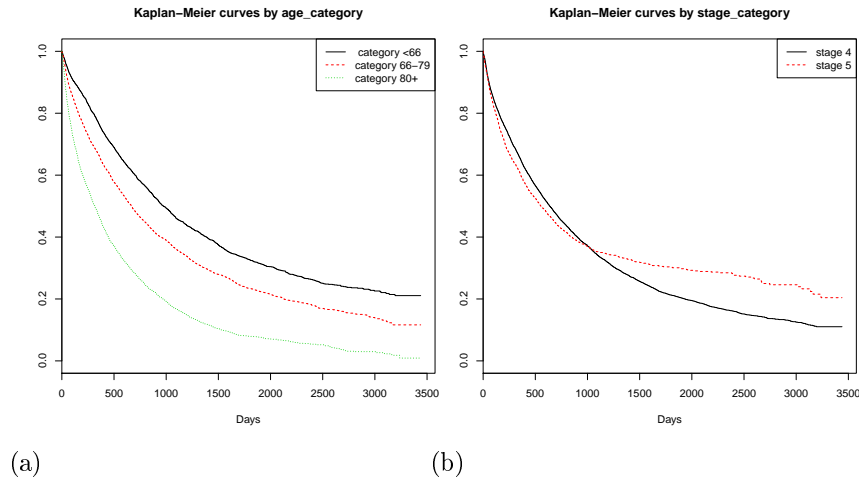 Kaplan−Meier curves by age_category
category <66
category 66−79
category 80+
1.0
0.8
0.6
0.4
0.2
0.0
0 500 1000 1500 2000 2500 3000 3500
Days
(a)
Kaplan−Meier curves by stage_category
stage 4
stage 5
1.0
0.8
0.6
0.4
0.2
0.0
0 500 1000 1500 2000 2500 3000 3500
Days
(b)